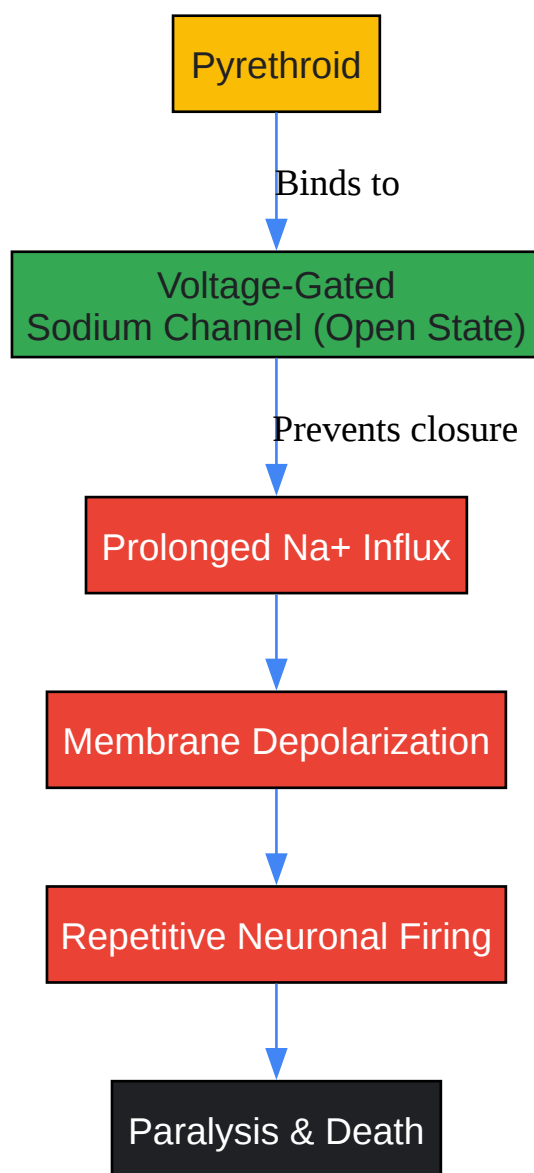 Pyrethroid
Binds to
Voltage-Gated
Sodium Channel (Open State)
Prevents closure
Prolonged Na+ Influx
Membrane Depolarization
Repetitive Neuronal Firing
Paralysis & Death